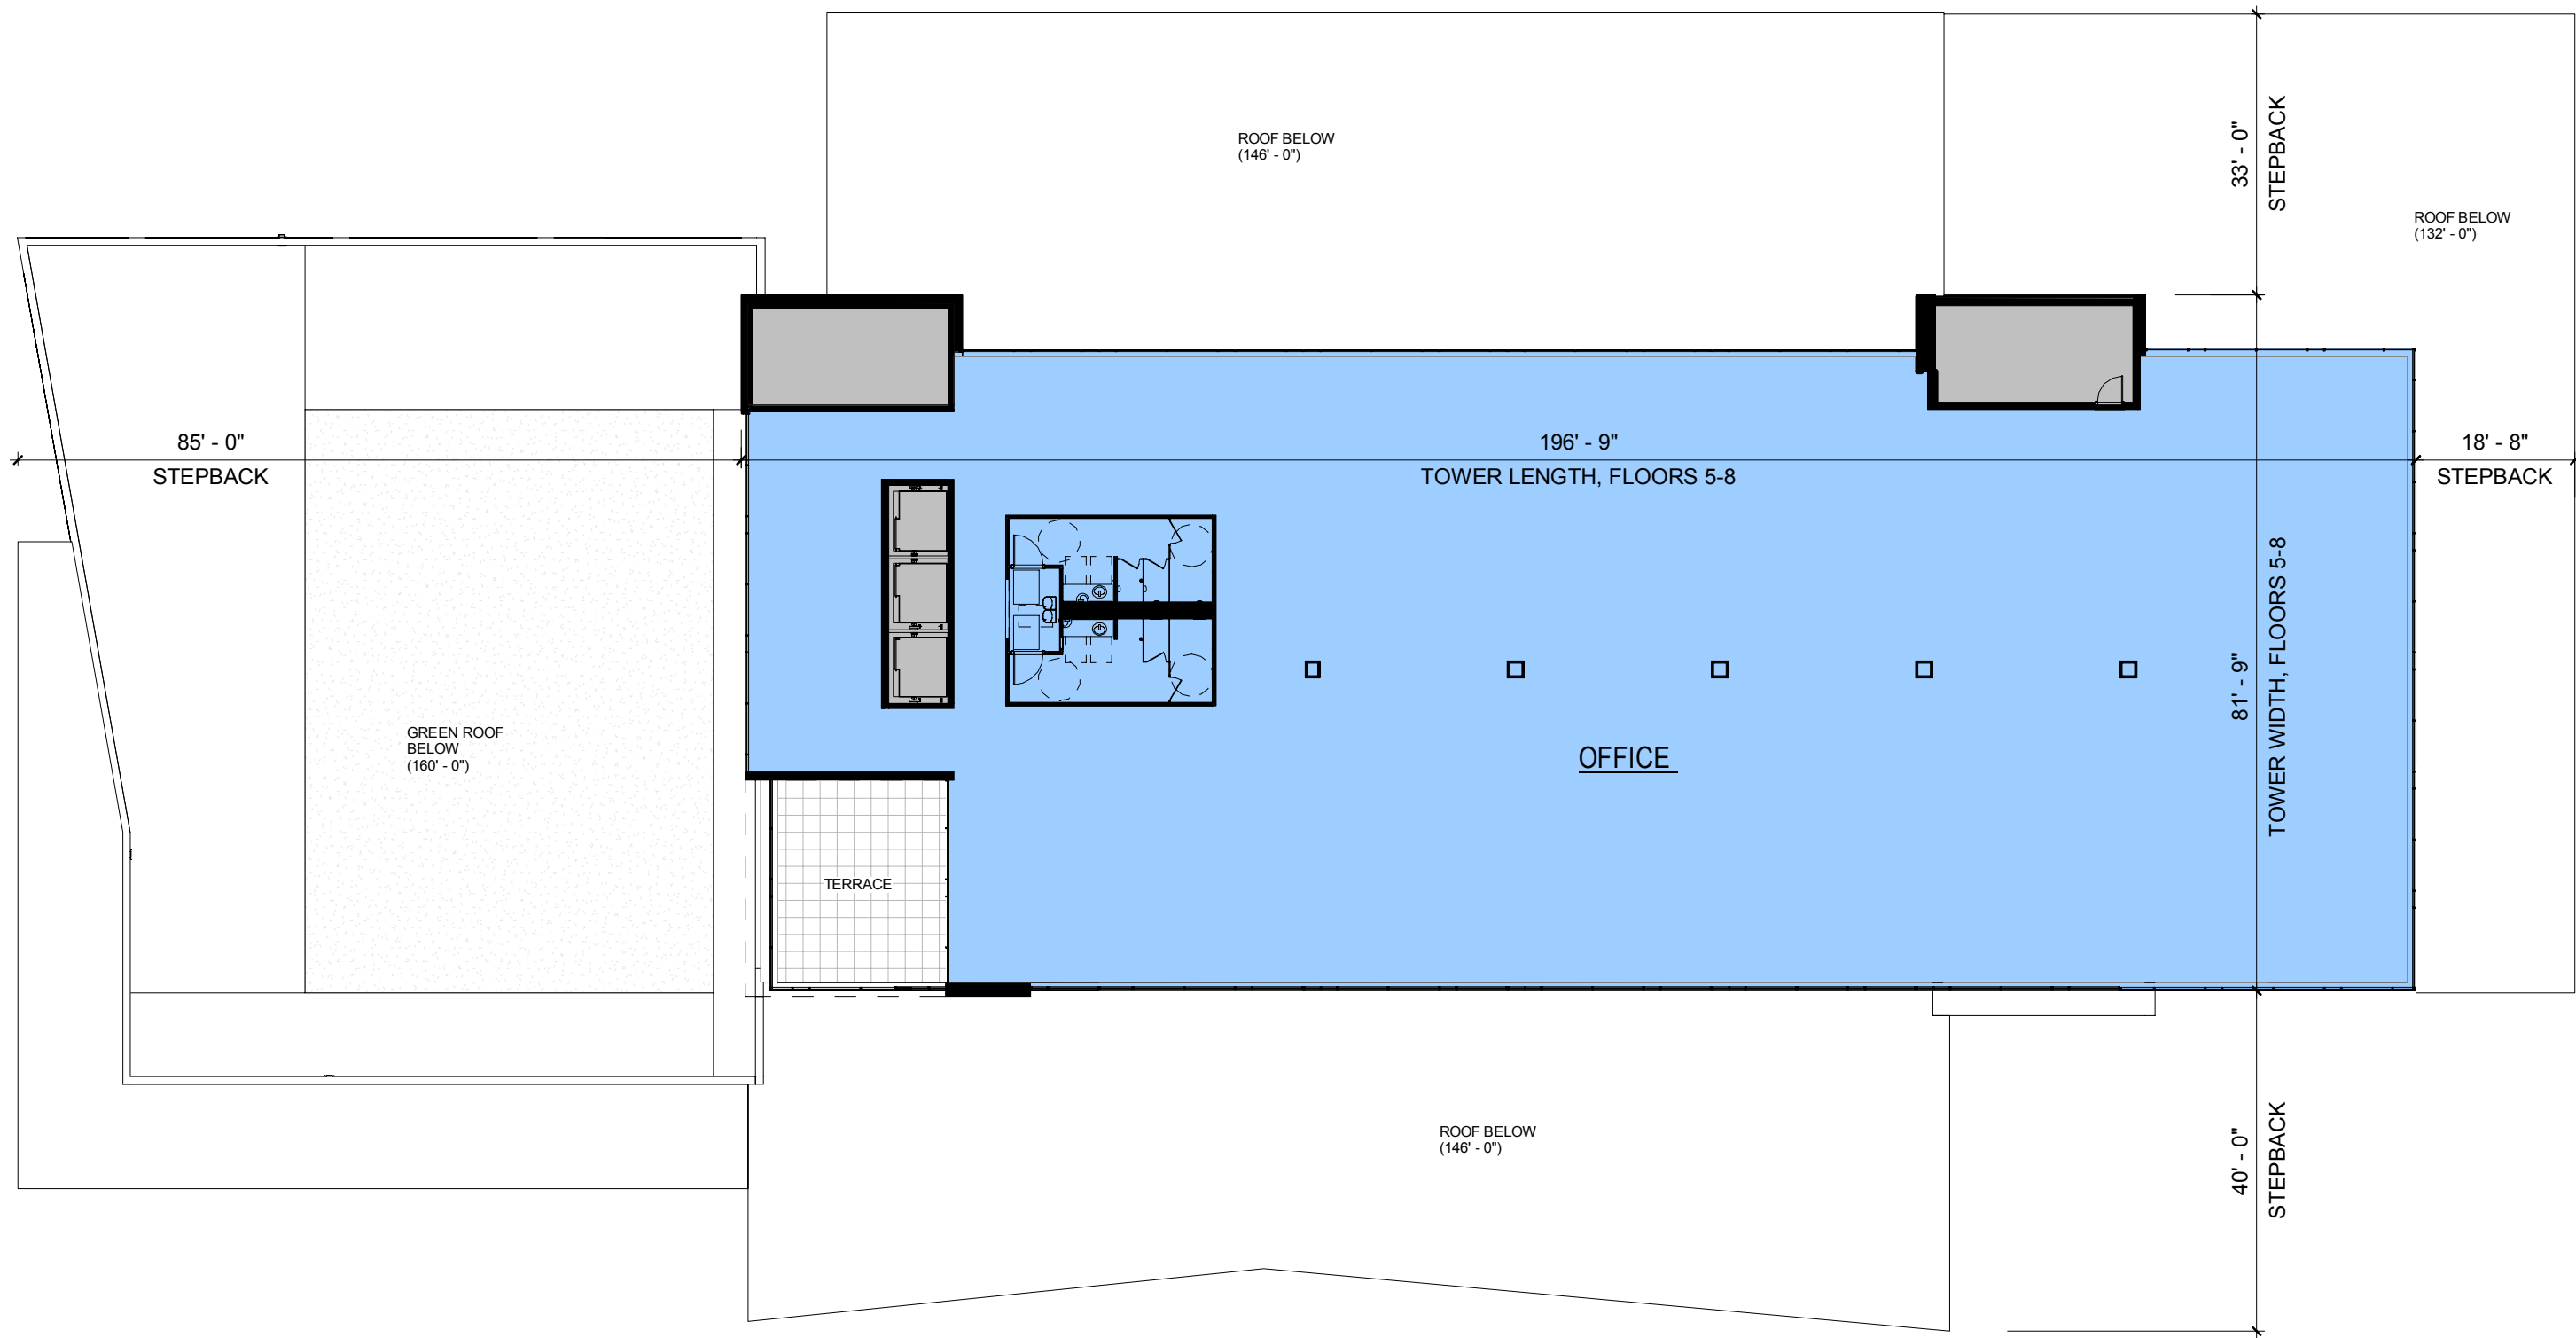 ROOF BELOW
(146' - 0")
33' - 0"
STEPBACK
ROOF BELOW
(132' - 0")
85' - 0"
STEPBACK
196' - 9"
TOWER LENGTH, FLOORS 5-8
18' - 8"
STEPBACK
81' - 9"
TOWER WIDTH, FLOORS 5-8
GREEN ROOF
BELOW
(160' - 0")
OFFICE
TERRACE
ROOF BELOW
(146' - 0")
40' - 0"
STEPBACK